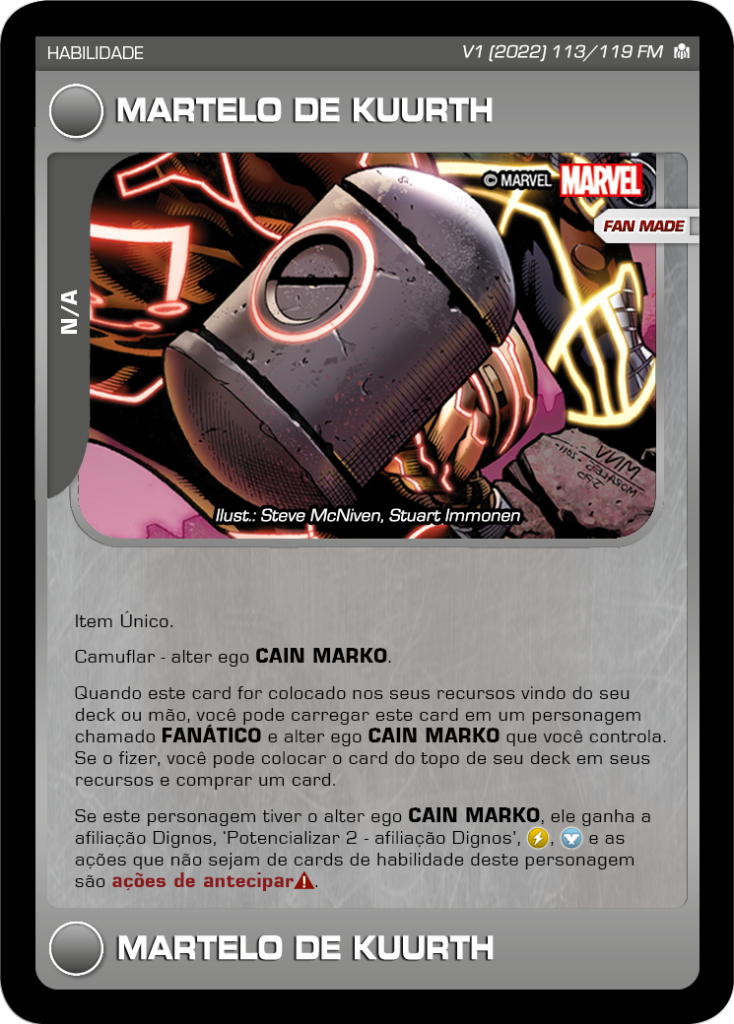 HABILIDADE
V1 (2022) 113/119 FM
MARTELO DE KUURTH
© MARVEL MARVEL
FAN MADE
N/A
Ilust.: Steve McNiven, Stuart Immonen
Item Único.
Camuflar - alter ego CAIN MARKO.
Quando este card for colocado nos seus recursos vindo do seu
deck ou mão, você pode carregar este card em um personagem
chamado FANÁTICO e alter ego CAIN MARKO que você controla.
Se o fizer, você pode colocar o card do topo de seu deck em seus
recursos e comprar um card.
Se este personagem tiver o alter ego CAIN MARKO, ele ganha a
afiliação Dignos, ‘Potencializar 2 - afiliação Dignos’, , e as
ações que não sejam de cards de habilidade deste personagem
são ações de antecipar.
MARTELO DE KUURTH